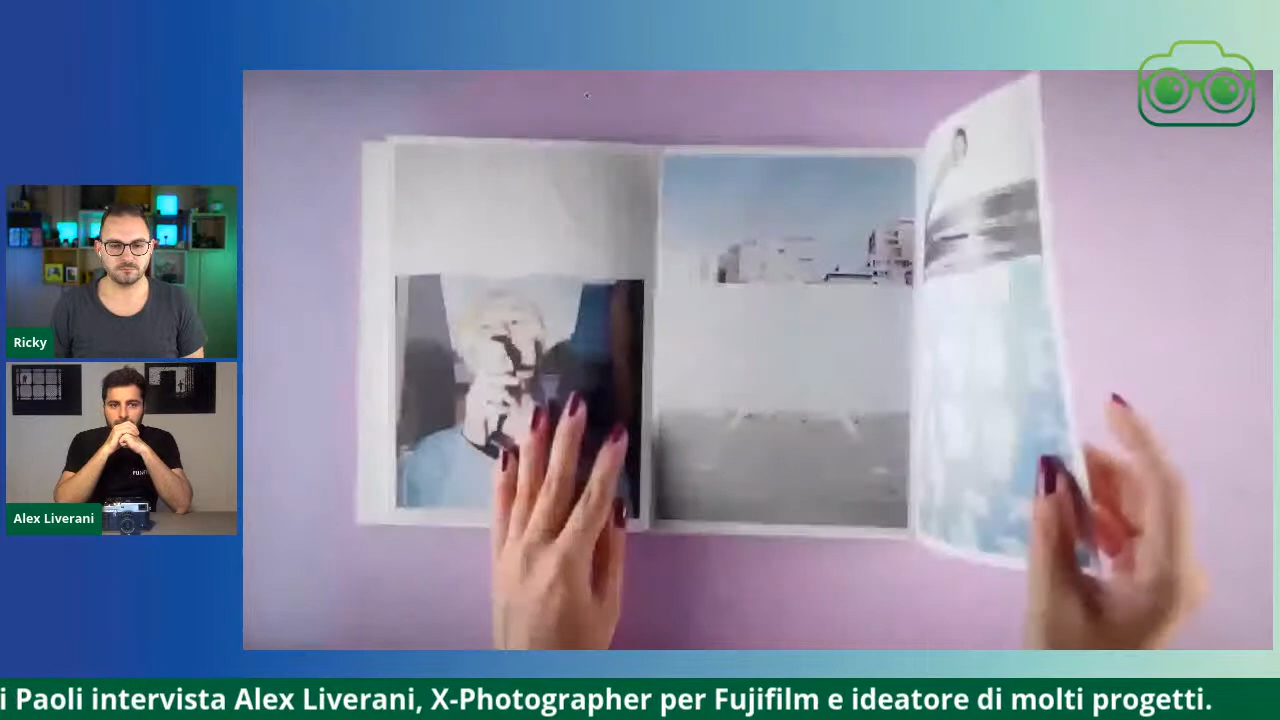 Ricky
Alex Liverani
i Paoli intervista Alex Liverani, X-Photographer per Fujifilm e ideatore di molti progetti.